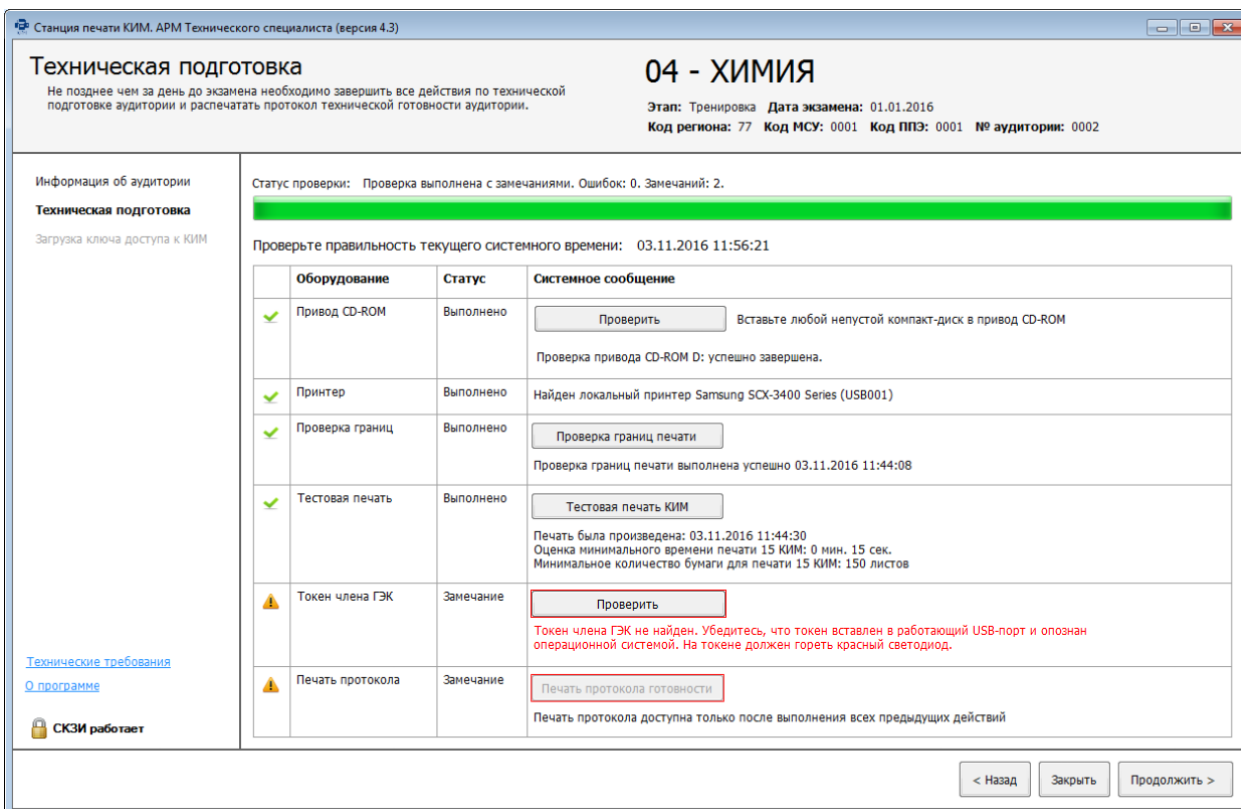 Станция печати КИМ. АРМ Технического специалиста (версия 4.3)
Техническая подготовка
Не позднее чем за день до экзамена необходимо завершить все действия по технической
подготовке аудитории и распечатать протокол технической готовности аудитории.
04 - ХИМИЯ
Этап: Тренировка Дата экзамена: 01.01.2016
Код региона: 77 Код МСУ: 0001 Код ППЭ: 0001 № аудитории: 0002
Информация об аудитории
Техническая подготовка
Загрузка ключа доступа к КИМ
Статус проверки: Проверка выполнена с замечаниями. Ошибок: 0. Замечаний: 2.
Проверьте правильность текущего системного времени: 03.11.2016 11:56:21
Оборудование Статус Системное сообщение
Привод CD-ROM Выполнено Проверить Вставьте любой непустой компакт-диск в привод CD-ROM
Проверка привода CD-ROM D: успешно завершена.
Принтер Выполнено Найден локальный принтер Samsung SCX-3400 Series (USB001)
Проверка границ Выполнено Проверка границ печати
Проверка границ печати выполнена успешно 03.11.2016 11:44:08
Тестовая печать Выполнено Тестовая печать КИМ
Печать была произведена: 03.11.2016 11:44:30
Оценка минимального времени печати 15 КИМ: 0 мин. 15 сек.
Минимальное количество бумаги для печати 15 КИМ: 150 листов
Токен члена ГЭК Замечание Проверить
Токен члена ГЭК не найден. Убедитесь, что токен вставлен в работающий USB-порт и опознан
операционной системой. На токене должен гореть красный светодиод.
Печать протокола Замечание Печать протокола готовности
Печать протокола доступна только после выполнения всех предыдущих действий
Технические требования
О программе
СКЗИ работает
< Назад Закрыть Продолжить >